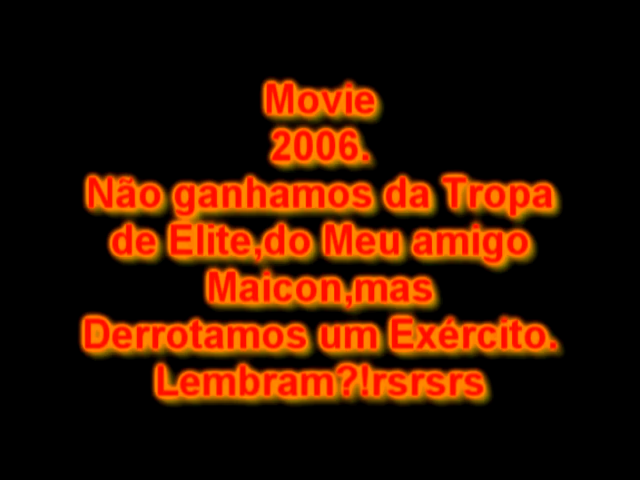 Movie
2006.
Não ganhamos da Tropa
de Elite,do Meu amigo
Maicon,mas
Derrotamos um Exército.
Lembram?!rsrsrs